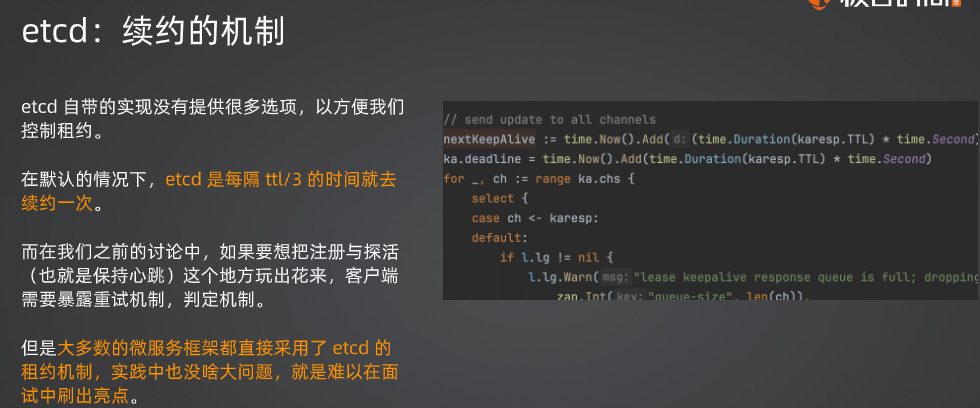 etcd：续约的机制
etcd 自带的实现没有提供很多选项，以方便我们
控制租约。
在默认的情况下，etcd 是每隔 ttl/3 的时间就去
续约一次。
而在我们之前的讨论中，如果要想把注册与探活
（也就是保持心跳）这个地方玩出花来，客户端
需要暴露重试机制，判定机制。
但是大多数的微服务框架都直接采用了 etcd 的
租约机制，实践中也没啥大问题，就是难以在面
试中刷出亮点。
// send update to all channels
nextKeepAlive := time.Now().Add( d: (time.Duration(karesp.TTL) * time.Second)
ka.deadline = time.Now().Add(time.Duration(karesp.TTL) * time.Second)
for _, ch := range ka.chs {
select {
case ch <- karesp:
default:
if l.lg != nil {
l.lg.Warn( msg: "lease keepalive response queue is full; dropping
zap.Int( key: "queue-size", len(ch)),